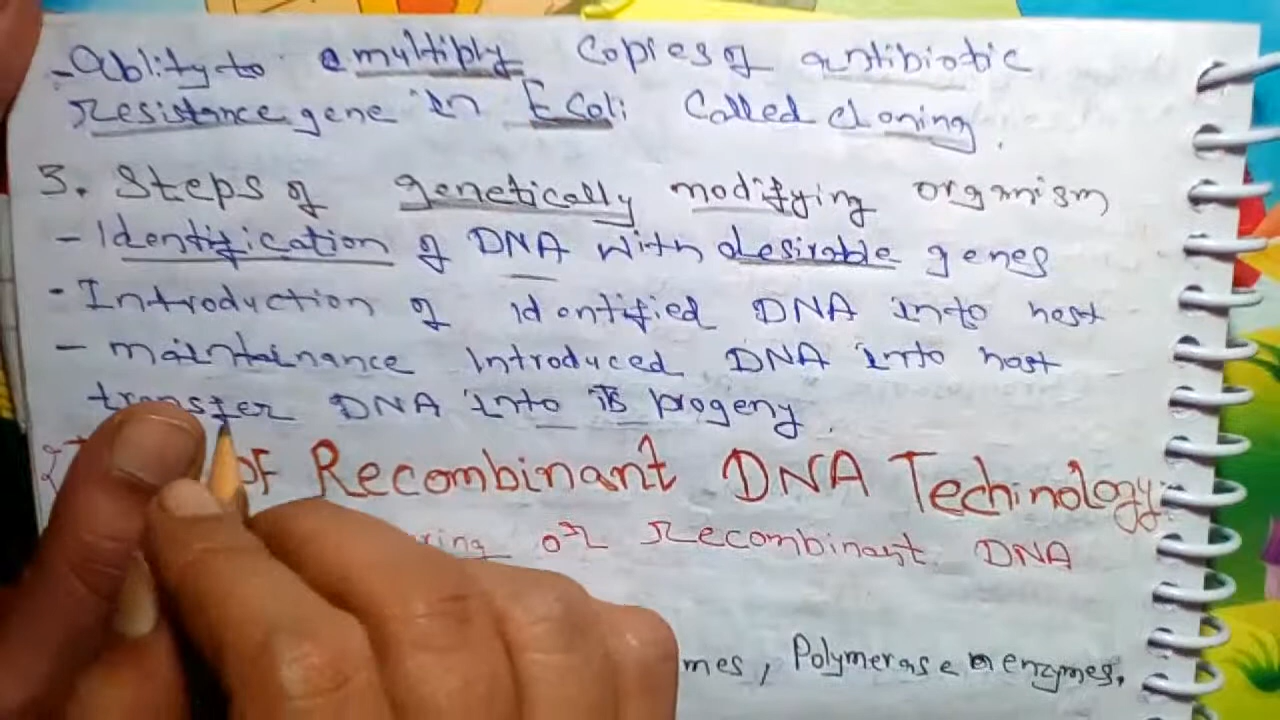 - Ablity to multiply Copies of antibiotic
Resistance gene in E Coli Called cloning.
3. Steps of genetically modifying organism
- Identification of DNA with desirable genes
- Introduction of identified DNA into host
- maintainance Introduced DNA into host
transfer DNA into its progeny.
of Recombinant DNA Techinology:
ring or Recombinant DNA
mes, Polymerase enzymes,